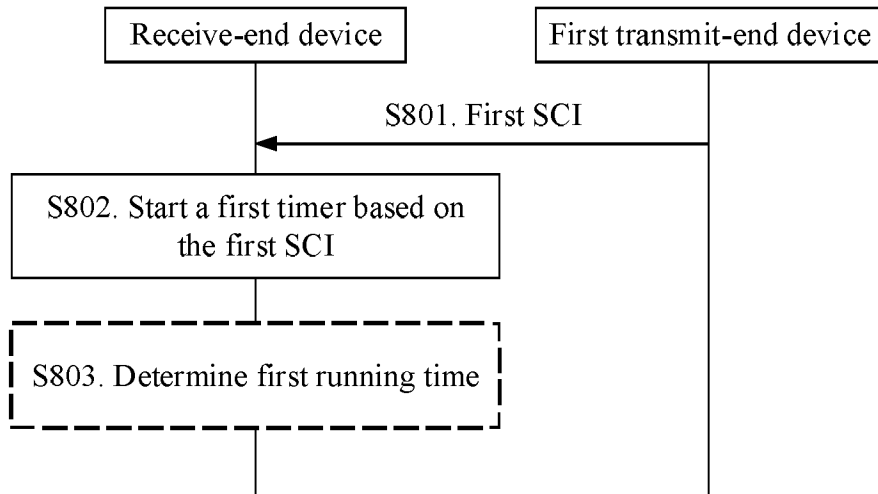 Receive-end device
First transmit-end device
S801. First SCI
S802. Start a first timer based on
the first SCI
S803. Determine first running time